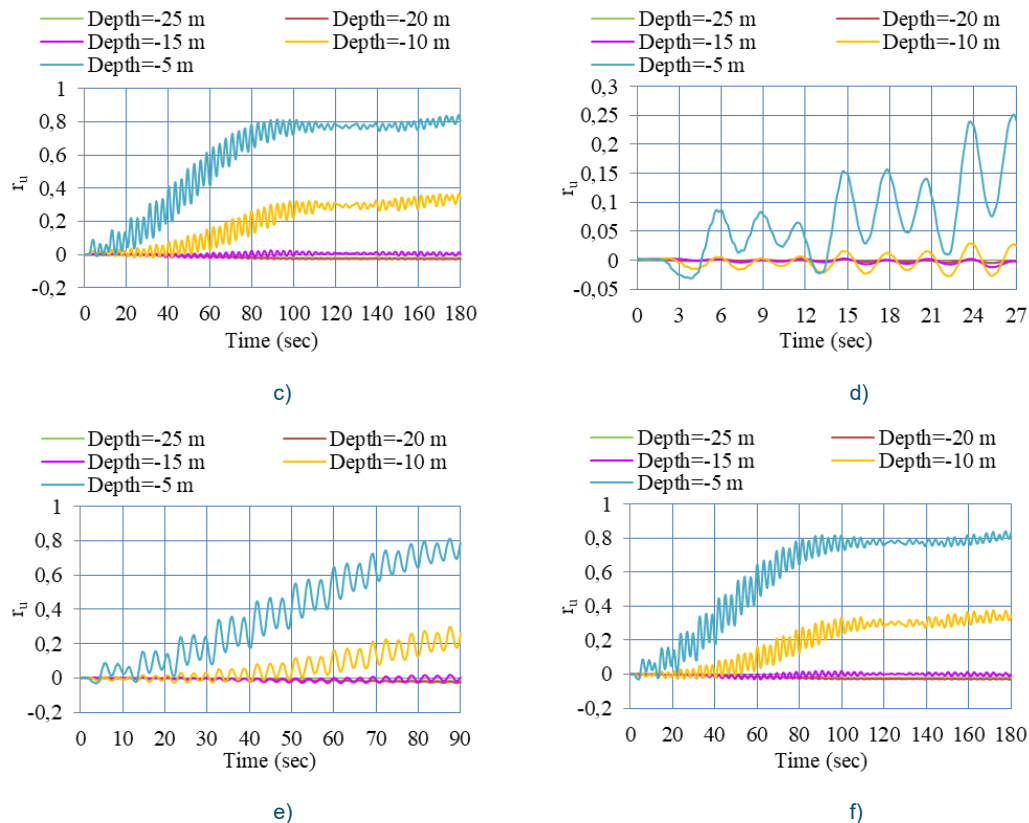 Depth=-25 m Depth=-20 m
Depth=-15 m Depth=-10 m
Depth=-5 m
1
0,8
0,6
0,4
0,2
0
-0,2
r_u
0 20 40 60 80 100 120 140 160 180
Time (sec)
c)
Depth=-25 m Depth=-20 m
Depth=-15 m Depth=-10 m
Depth=-5 m
0,3
0,25
0,2
0,15
0,1
0,05
0
-0,05
r_u
0 3 6 9 12 15 18 21 24 27
Time (sec)
d)
Depth=-25 m Depth=-20 m
Depth=-15 m Depth=-10 m
Depth=-5 m
1
0,8
0,6
0,4
0,2
0
-0,2
r_u
0 10 20 30 40 50 60 70 80 90
Time (sec)
e)
Depth=-25 m Depth=-20 m
Depth=-15 m Depth=-10 m
Depth=-5 m
1
0,8
0,6
0,4
0,2
0
-0,2
r_u
0 20 40 60 80 100 120 140 160 180
Time (sec)
f)